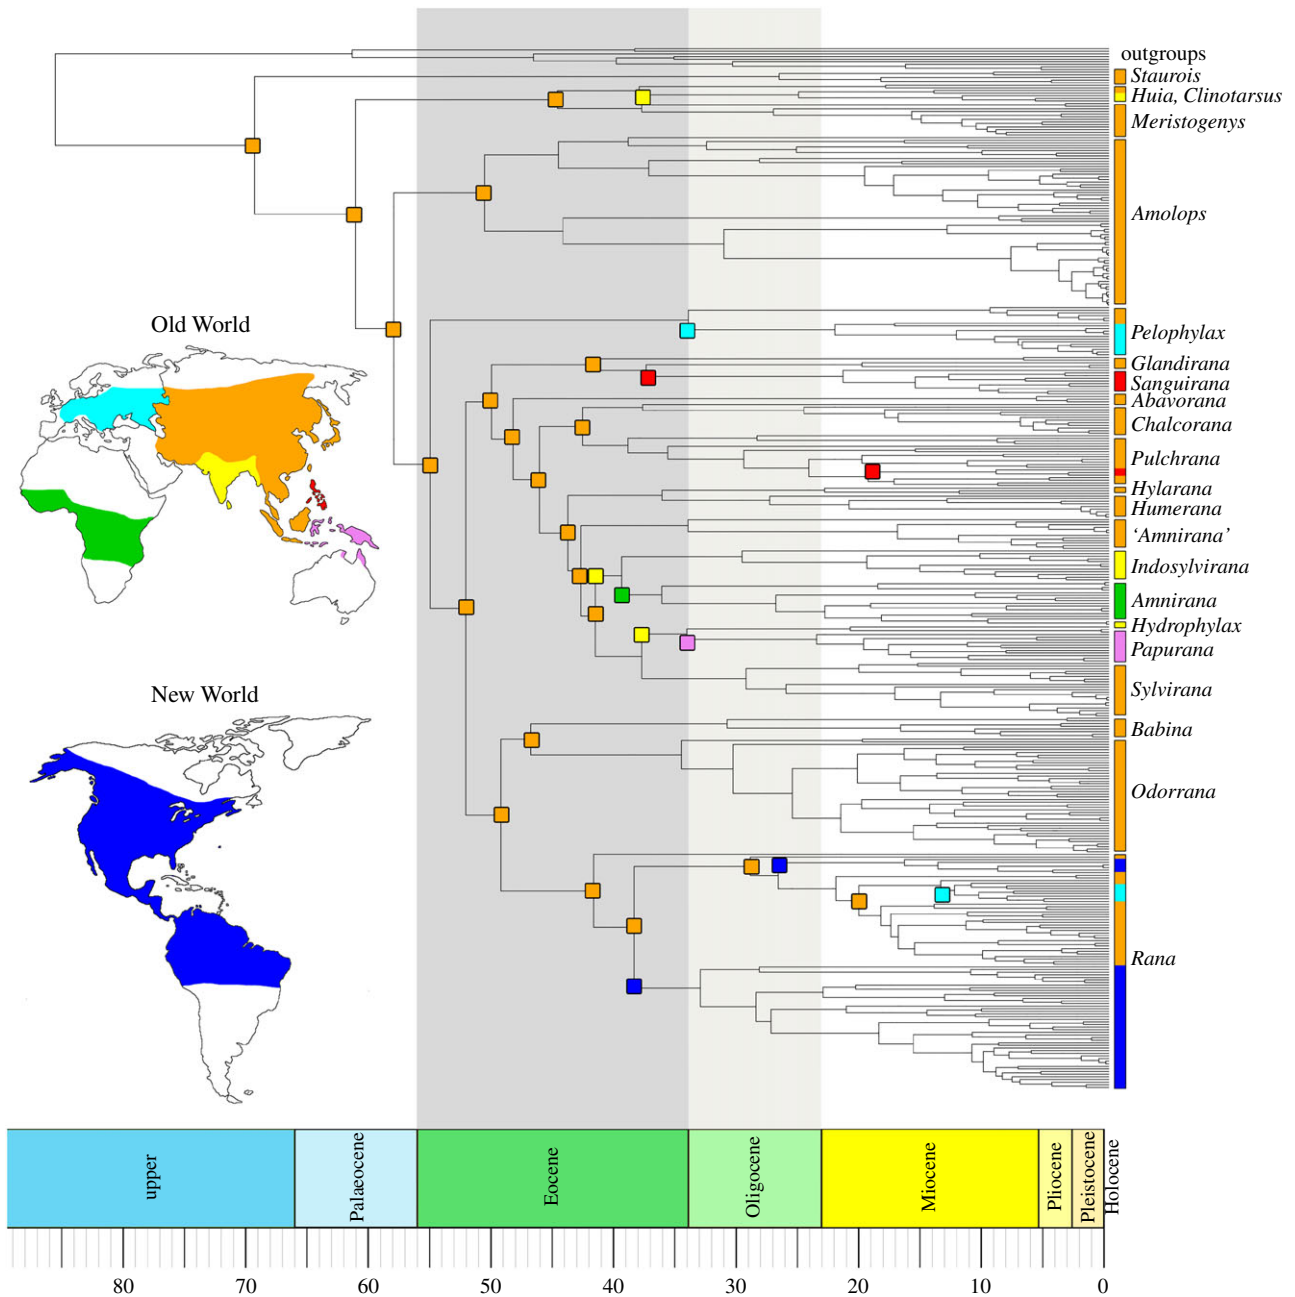 outgroups
Staurois
Huia, Clinotarsus
Meristogenys
Amolops
Old World
Pelophylax
Glandirana
Sanguirana
Abavorana
Chalcorana
Pulchrana
Hylarana
Humerana
‘Amnirana’
Indosylvirana
Amnirana
Hydrophylax
Papurana
Sylvirana
New World
Babina
Odorrana
Rana
upper
Palaeocene
Eocene
Oligocene
Miocene
Pliocene
Pleistocene
Holocene
80 70 60 50 40 30 20 10 0